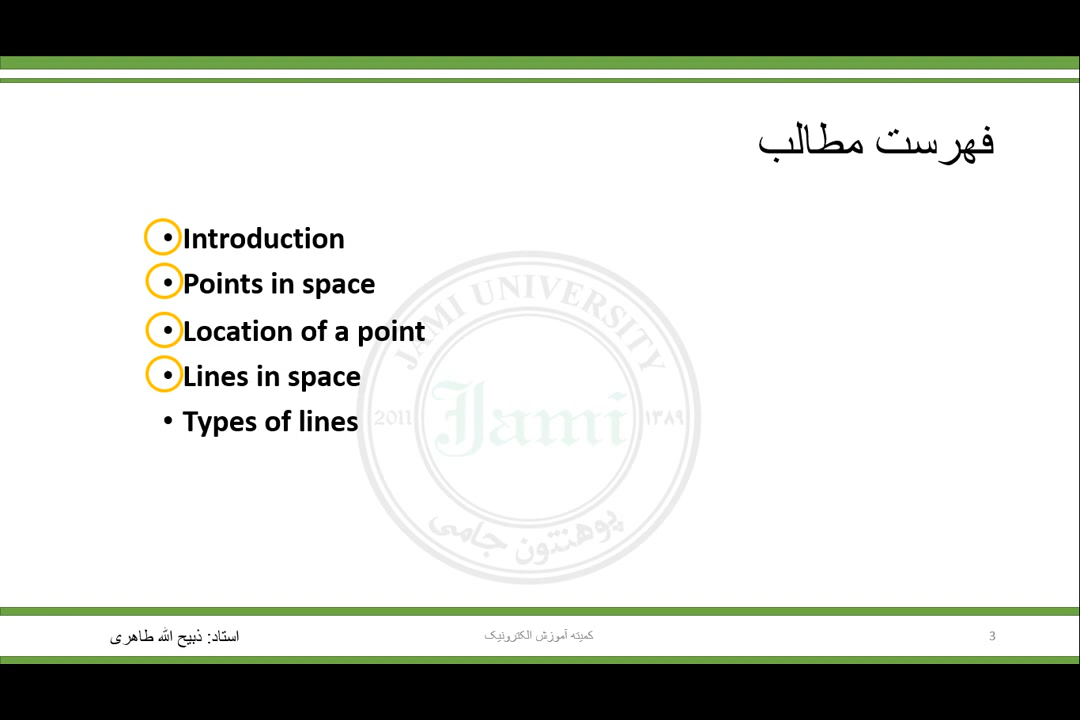 فهرست مطالب
• Introduction
• Points in space
• Location of a point
• Lines in space
• Types of lines
JAMI UNIVERSITY
2011 Jami ۱۳۸۹
پوهنتون جامی
استاد: ذبیح الله طاهری
کمیته آموزش الکترونیک
3